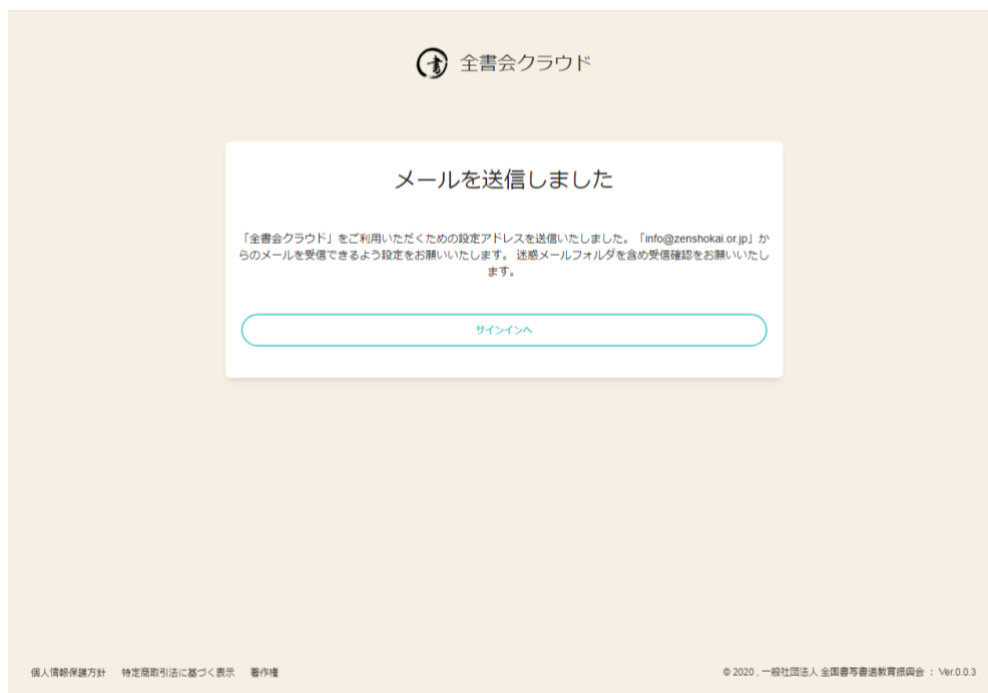 書 全書会クラウド
メールを送信しました
「全書会クラウド」をご利用いただくための設定アドレスを送信いたしました。「info@zenshokai.or.jp」か
らのメールを受信できるよう設定をお願いいたします。 迷惑メールフォルダを含め受信確認をお願いいたし
ます。
サインインへ
個人情報保護方針 特定商取引法に基づく表示 著作権 © 2020 , 一般社団法人 全国書写書道教育振興会 : Ver.0.0.3